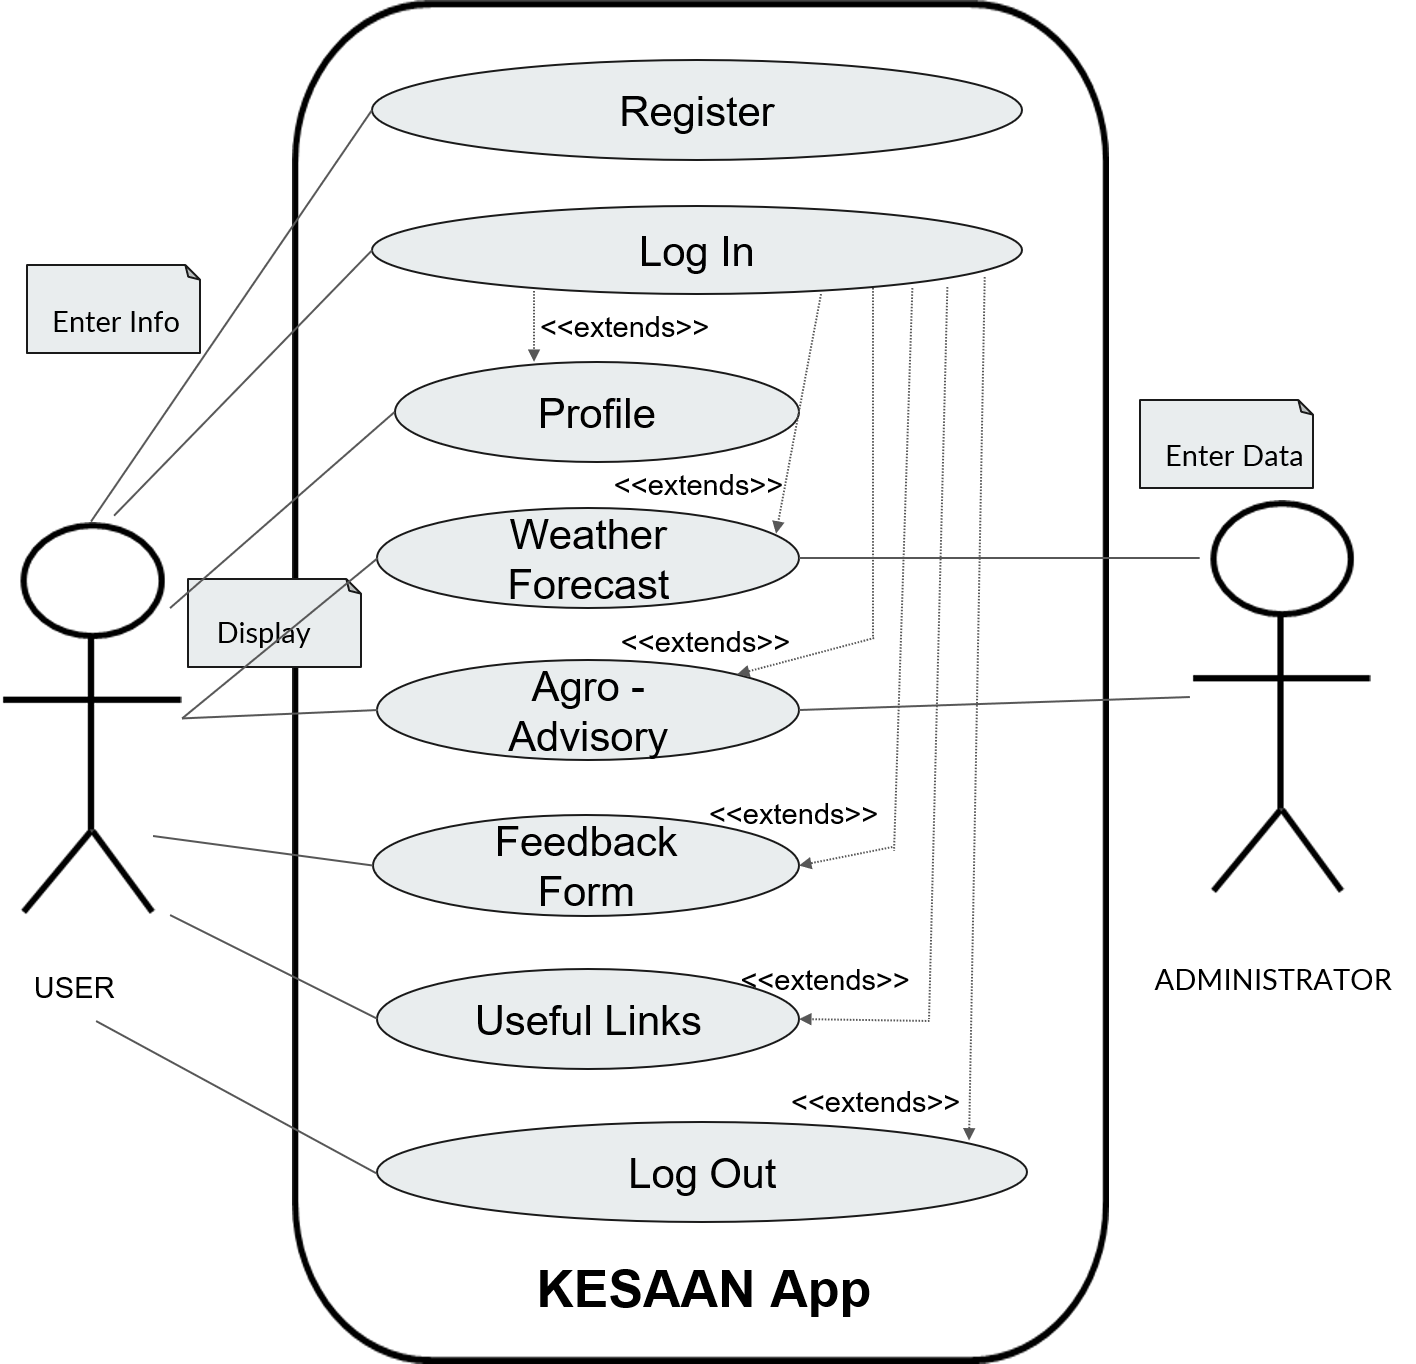 Register
Log In
Enter Info
<<extends>>
Profile
Enter Data
<<extends>>
Weather
Forecast
Display
<<extends>>
Agro -
Advisory
<<extends>>
Feedback
Form
USER
<<extends>>
ADMINISTRATOR
Useful Links
<<extends>>
Log Out
KESAAN App